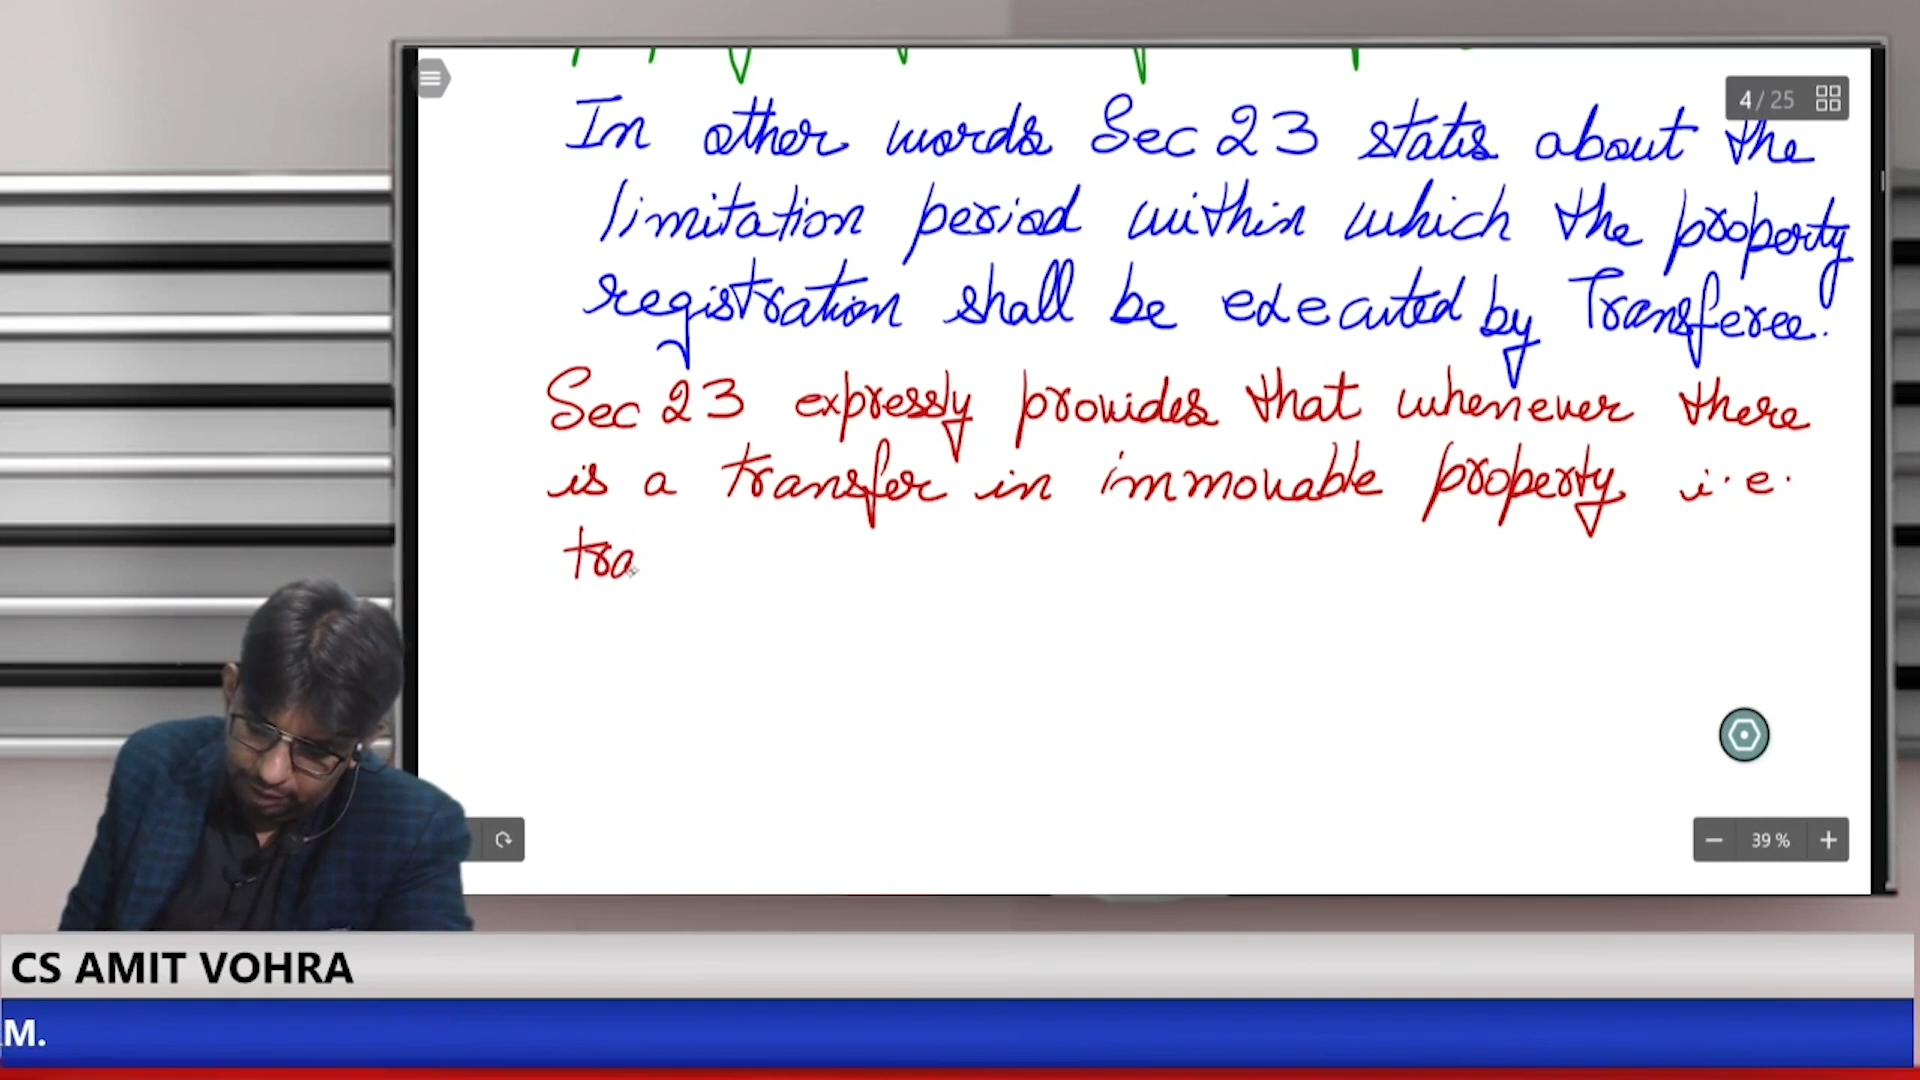 4 / 25
In other words Sec 23 states about the
limitation period within which the property
registration shall be executed by Transferee.
Sec 23 expressly provides that whenever there
is a transfer in immovable property i.e.
tra
39 %
CS AMIT VOHRA
M.